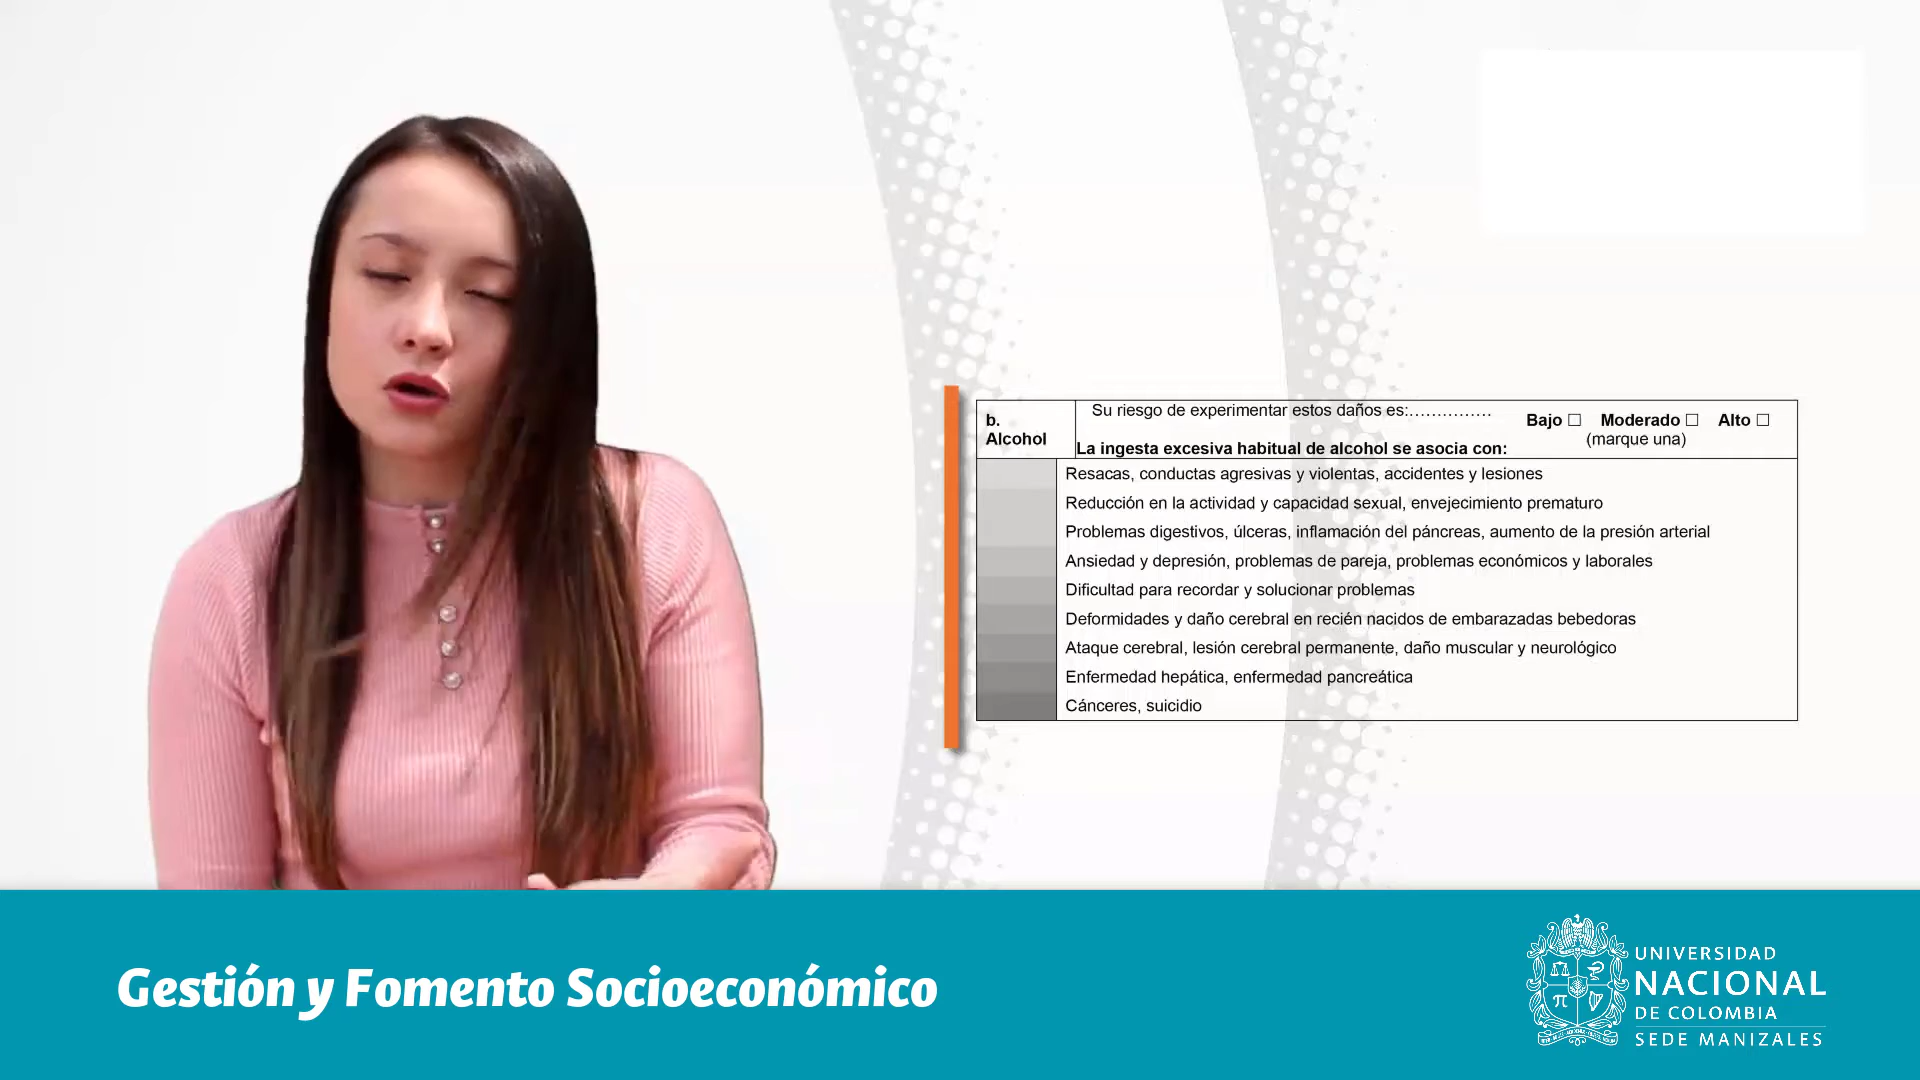 b.
Alcohol
Su riesgo de experimentar estos daños es:……………
Bajo ☐ Moderado ☐ Alto ☐
(marque una)
La ingesta excesiva habitual de alcohol se asocia con:
Resacas, conductas agresivas y violentas, accidentes y lesiones
Reducción en la actividad y capacidad sexual, envejecimiento prematuro
Problemas digestivos, úlceras, inflamación del páncreas, aumento de la presión arterial
Ansiedad y depresión, problemas de pareja, problemas económicos y laborales
Dificultad para recordar y solucionar problemas
Deformidades y daño cerebral en recién nacidos de embarazadas bebedoras
Ataque cerebral, lesión cerebral permanente, daño muscular y neurológico
Enfermedad hepática, enfermedad pancreática
Cánceres, suicidio
Gestión y Fomento Socioeconómico
UNIVERSIDAD
NACIONAL
DE COLOMBIA
SEDE MANIZALES